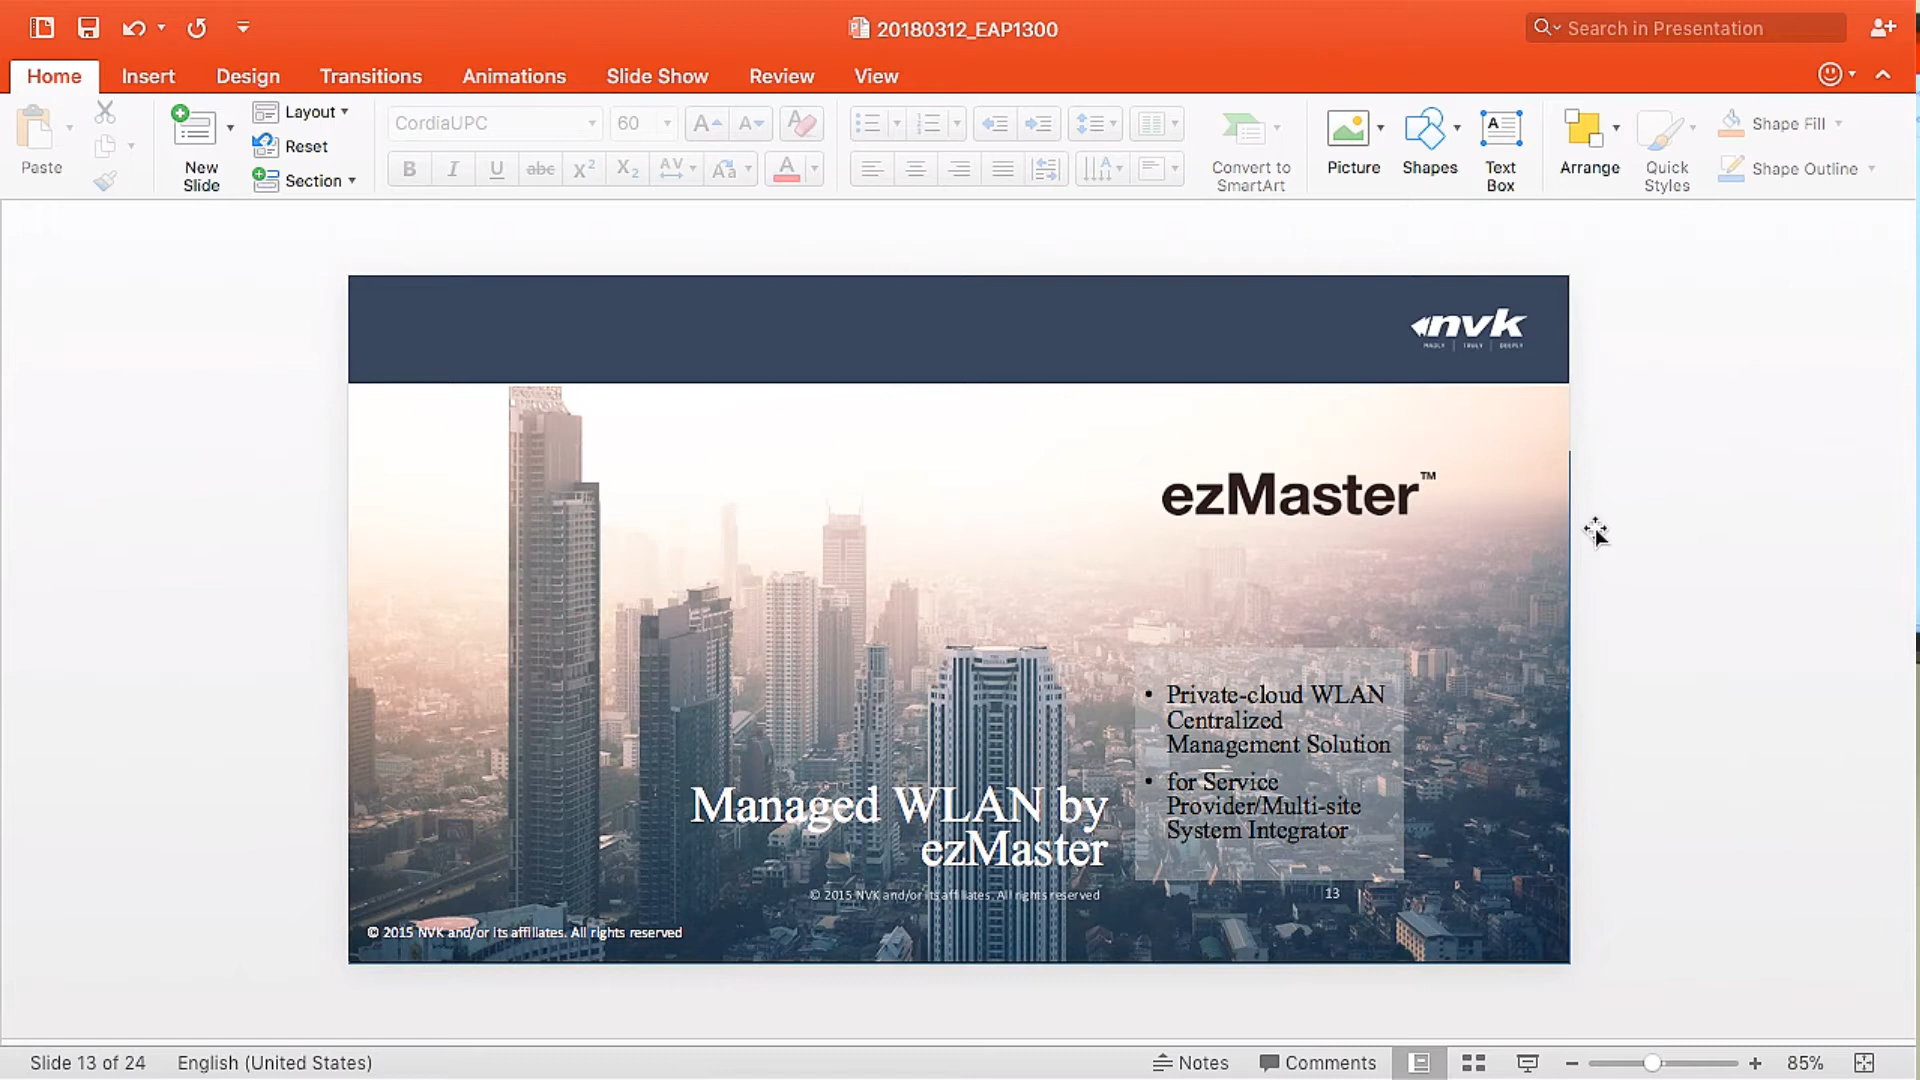 20180312_EAP1300
Search in Presentation
Home Insert Design Transitions Animations Slide Show Review View
Paste
New
Slide
Layout
Reset
Section
CordiaUPC 60
Convert to
SmartArt
Picture
Shapes
Text
Box
Arrange
Quick
Styles
Shape Fill
Shape Outline
nvk
MADLY | TRULY | DEEPLY
ezMaster™
• Private-cloud WLAN
Centralized
Management Solution
• for Service
Provider/Multi-site
System Integrator
Managed WLAN by
ezMaster
© 2015 NVK and/or its affiliates. All rights reserved
13
© 2015 NVK and/or its affiliates. All rights reserved
Slide 13 of 24 English (United States) Notes Comments 85%